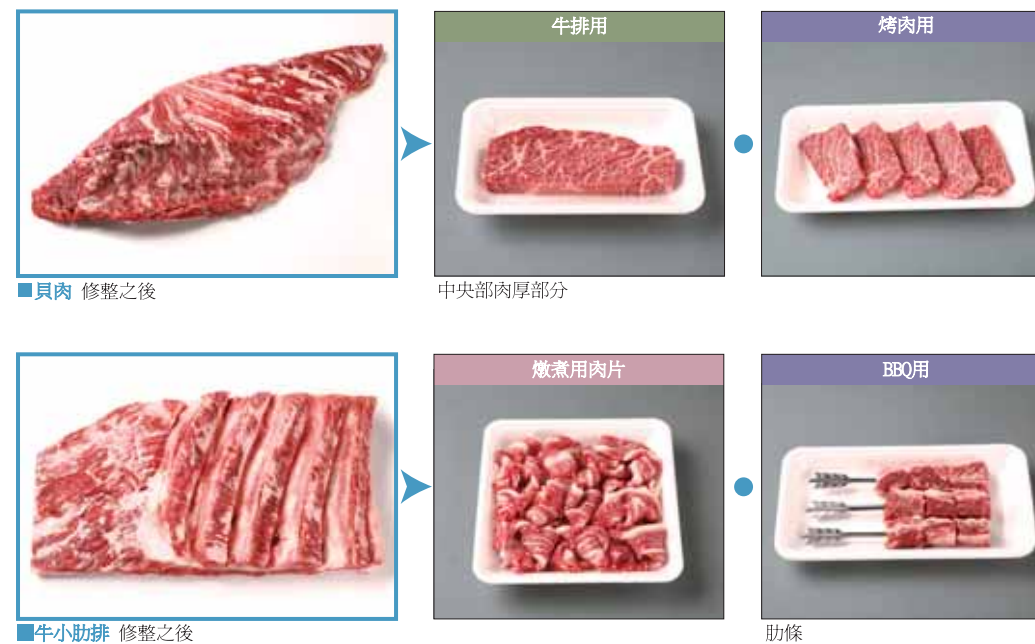 牛排用
烤肉用
■貝肉 修整之後
中央部肉厚部分
燉煮用肉片
BBQ用
■牛小肋排 修整之後
肋條